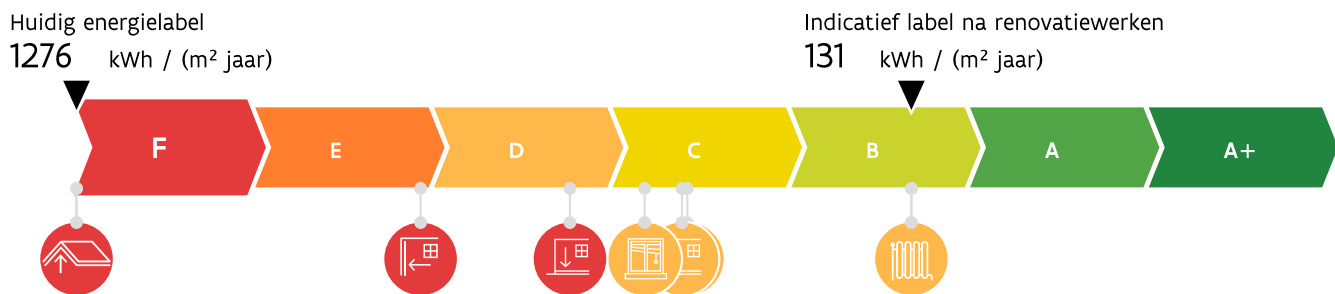 Huidig energielabel
1276 kWh / (m² jaar)
Indicatief label na renovatiewerken
131 kWh / (m² jaar)
F E D C B A A+